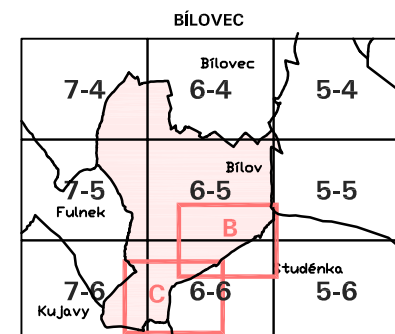 BÍLOVEC
Bílovec
7-4 6-4 5-4
Bílov
7-5 6-5 5-5
Fulnek
B
Studénka
7-6 C 6-6 5-6
Kujavy